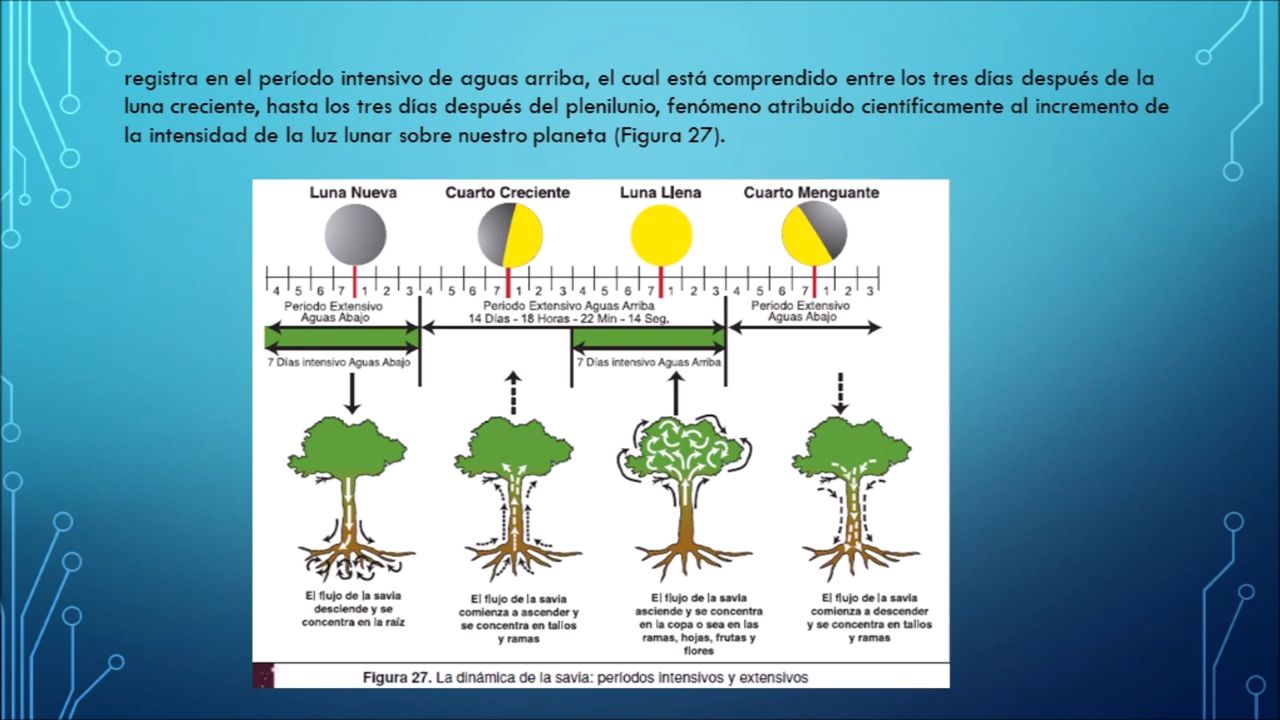 registra en el período intensivo de aguas arriba, el cual está comprendido entre los tres días después de la
luna creciente, hasta los tres días después del plenilunio, fenómeno atribuido científicamente al incremento de
la intensidad de la luz lunar sobre nuestro planeta (Figura 27).
Luna Nueva Cuarto Creciente Luna Llena Cuarto Menguante
4 5 6 7 1 2 3 4 5 6 7 1 2 3 4 5 6 7 1 2 3 4 5 6 7 1 2 3
Periodo Extensivo
Aguas Abajo
Periodo Extensivo Aguas Arriba
14 Días - 18 Horas - 22 Min - 14 Seg.
Periodo Extensivo
Aguas Abajo
7 Días intensivo Aguas Abajo
7 Días intensivo Aguas Arriba
El flujo de la savia
desciende y se
concentra en la raíz
El flujo de la savia
comienza a ascender y
se concentra en tallos
y ramas
El flujo de la savia
asciende y se concentra
en la copa o sea en las
ramas, hojas, frutas y
flores
El flujo de la savia
comienza a descender
y se concentra en tallos
y ramas
Figura 27. La dinámica de la savia: períodos intensivos y extensivos